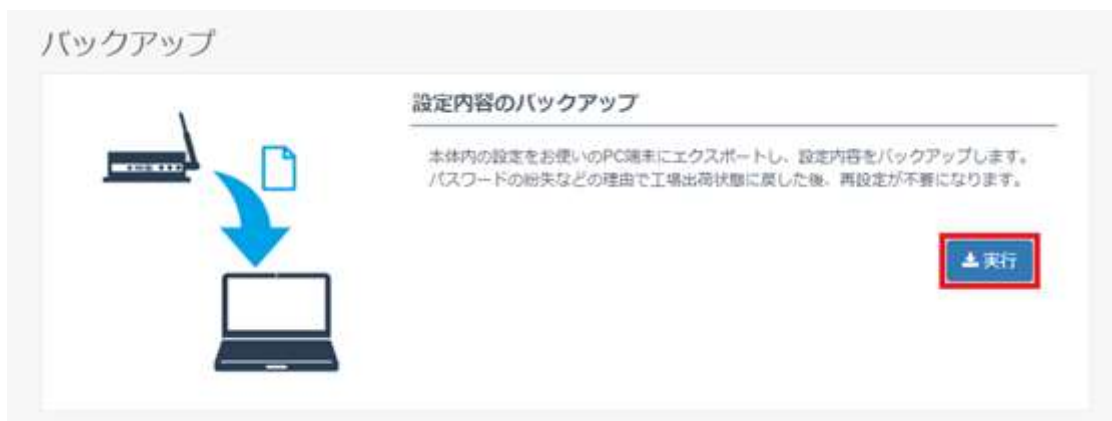 バックアップ
設定内容のバックアップ
本体内の設定をお使いのPC端末にエクスポートし、設定内容をバックアップします。
パスワードの紛失などの理由で工場出荷状態に戻した後、再設定が不要になります。
実行